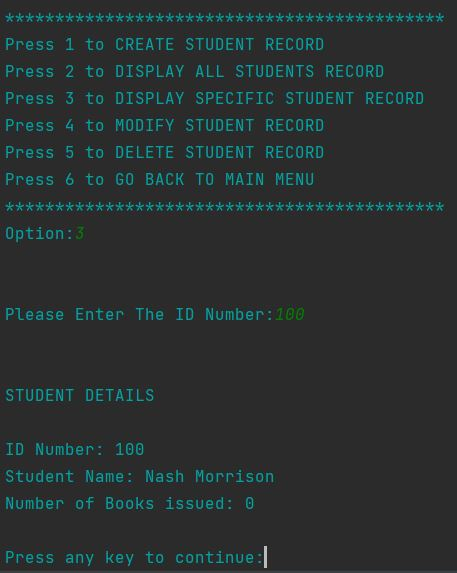 ********************************************
Press 1 to CREATE STUDENT RECORD
Press 2 to DISPLAY ALL STUDENTS RECORD
Press 3 to DISPLAY SPECIFIC STUDENT RECORD
Press 4 to MODIFY STUDENT RECORD
Press 5 to DELETE STUDENT RECORD
Press 6 to GO BACK TO MAIN MENU
********************************************
Option:3
Please Enter The ID Number:100
STUDENT DETAILS
ID Number: 100
Student Name: Nash Morrison
Number of Books issued: 0
Press any key to continue: